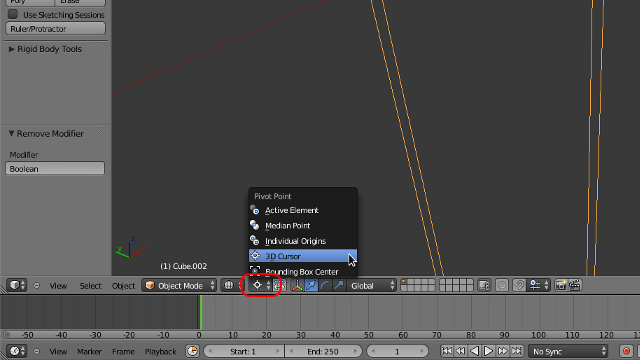 Poly
Erase
Use Sketching Sessions
Ruler/Protractor
Rigid Body Tools
Remove Modifier
Modifier
Boolean
Pivot Point
Active Element
Median Point
Individual Origins
3D Cursor
Bounding Box Center
y
(1) Cube.002
View Select Object Object Mode Global
-50 -40 -30 -20 -10 0 10 20 30 40 50 60 70 80 90 100 110 120
View Marker Frame Playback Start: 1 End: 250 1 No Sync